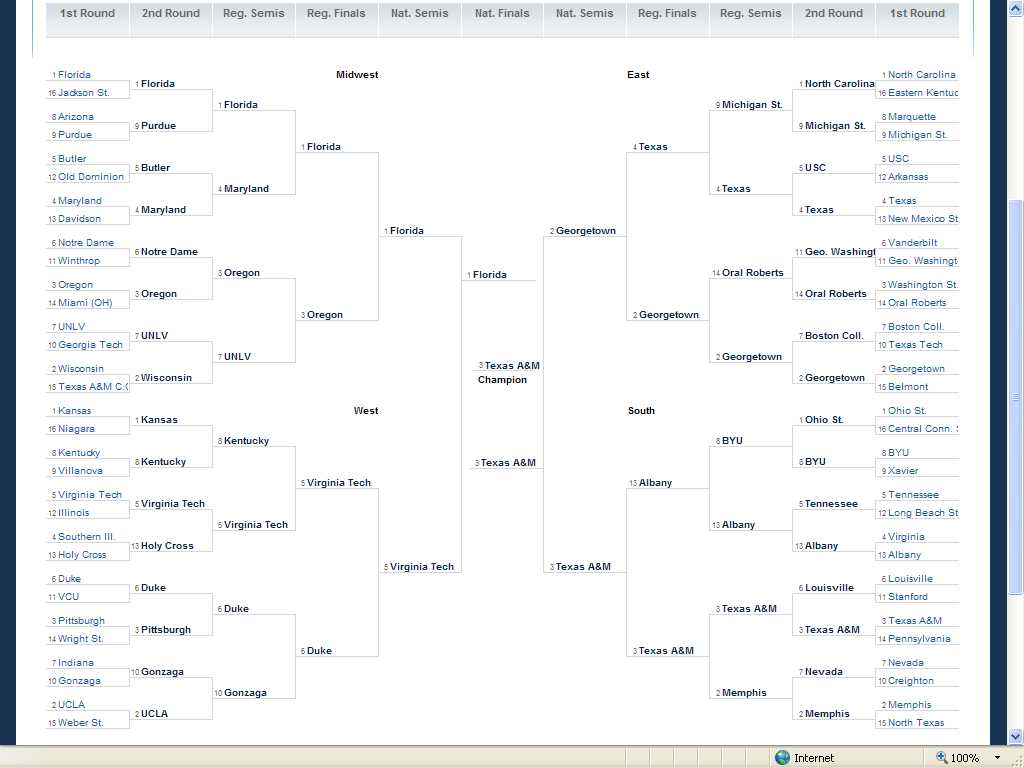 1st Round 2nd Round Reg. Semis Reg. Finals Nat. Semis Nat. Finals Nat. Semis Reg. Finals Reg. Semis 2nd Round 1st Round
Midwest
1 Florida
16 Jackson St.
8 Arizona
9 Purdue
5 Butler
12 Old Dominion
4 Maryland
13 Davidson
6 Notre Dame
11 Winthrop
3 Oregon
14 Miami (OH)
7 UNLV
10 Georgia Tech
2 Wisconsin
15 Texas A&M C.C
1 Florida
9 Purdue
5 Butler
4 Maryland
6 Notre Dame
3 Oregon
7 UNLV
2 Wisconsin
1 Florida
4 Maryland
3 Oregon
7 UNLV
1 Florida
3 Oregon
1 Florida
West
1 Kansas
16 Niagara
8 Kentucky
9 Villanova
5 Virginia Tech
12 Illinois
4 Southern Ill.
13 Holy Cross
6 Duke
11 VCU
3 Pittsburgh
14 Wright St.
7 Indiana
10 Gonzaga
2 UCLA
15 Weber St.
1 Kansas
8 Kentucky
5 Virginia Tech
13 Holy Cross
6 Duke
3 Pittsburgh
10 Gonzaga
2 UCLA
8 Kentucky
5 Virginia Tech
6 Duke
10 Gonzaga
5 Virginia Tech
6 Duke
5 Virginia Tech
1 Florida
3 Texas A&M
Champion
3 Texas A&M
East
2 Georgetown
4 Texas
2 Georgetown
9 Michigan St.
4 Texas
14 Oral Roberts
2 Georgetown
1 North Carolina
9 Michigan St.
5 USC
4 Texas
11 Geo. Washingt
14 Oral Roberts
7 Boston Coll.
2 Georgetown
1 North Carolina
16 Eastern Kentuc
8 Marquette
9 Michigan St.
5 USC
12 Arkansas
4 Texas
13 New Mexico St
6 Vanderbilt
11 Geo. Washingt
3 Washington St.
14 Oral Roberts
7 Boston Coll.
10 Texas Tech
2 Georgetown
15 Belmont
South
3 Texas A&M
13 Albany
3 Texas A&M
8 BYU
13 Albany
3 Texas A&M
2 Memphis
1 Ohio St.
8 BYU
5 Tennessee
13 Albany
6 Louisville
3 Texas A&M
7 Nevada
2 Memphis
1 Ohio St.
16 Central Conn. S
8 BYU
9 Xavier
5 Tennessee
12 Long Beach St
4 Virginia
13 Albany
6 Louisville
11 Stanford
3 Texas A&M
14 Pennsylvania
7 Nevada
10 Creighton
2 Memphis
15 North Texas
Internet 100%